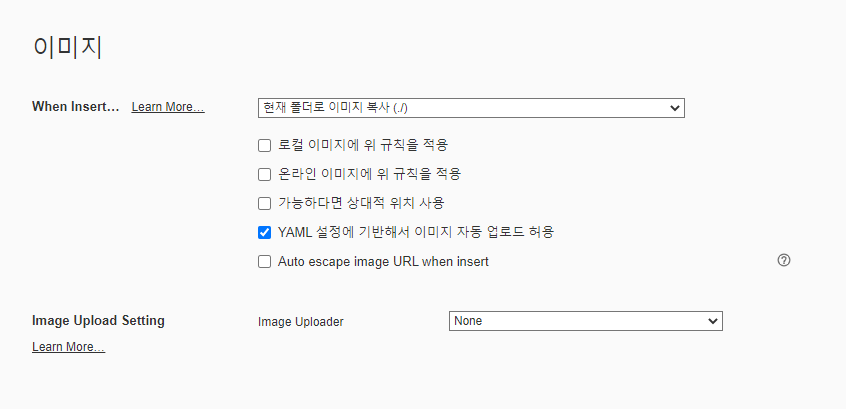 이미지
When Insert... Learn More...
현재 폴더로 이미지 복사 (./)
로컬 이미지에 위 규칙을 적용
온라인 이미지에 위 규칙을 적용
가능하다면 상대적 위치 사용
YAML 설정에 기반해서 이미지 자동 업로드 허용
Auto escape image URL when insert
Image Upload Setting
Image Uploader
None
Learn More...